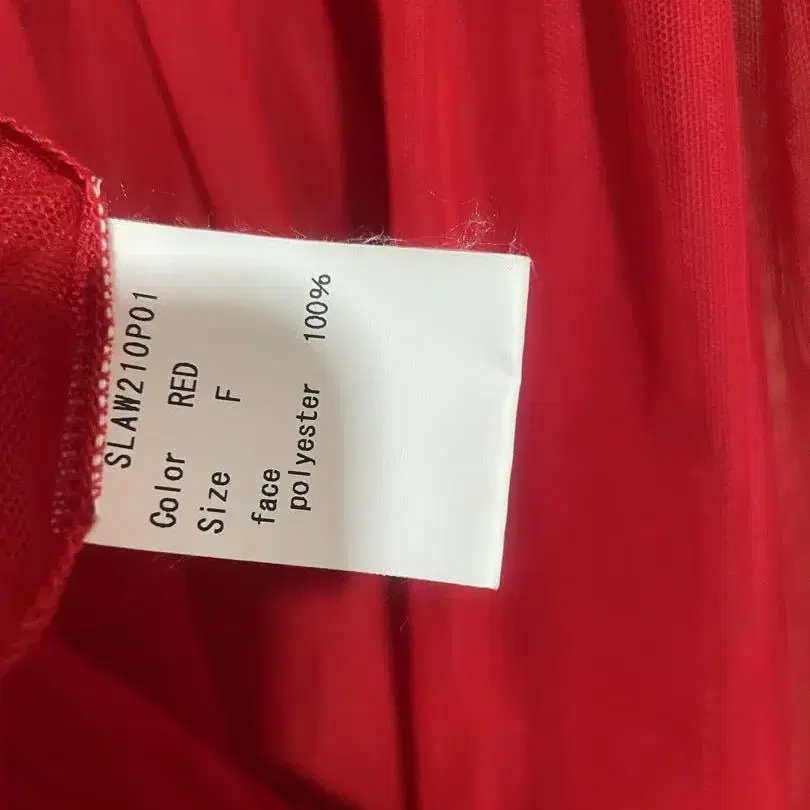 SLAW210P01
Color RED
Size F
face
polyester 100%